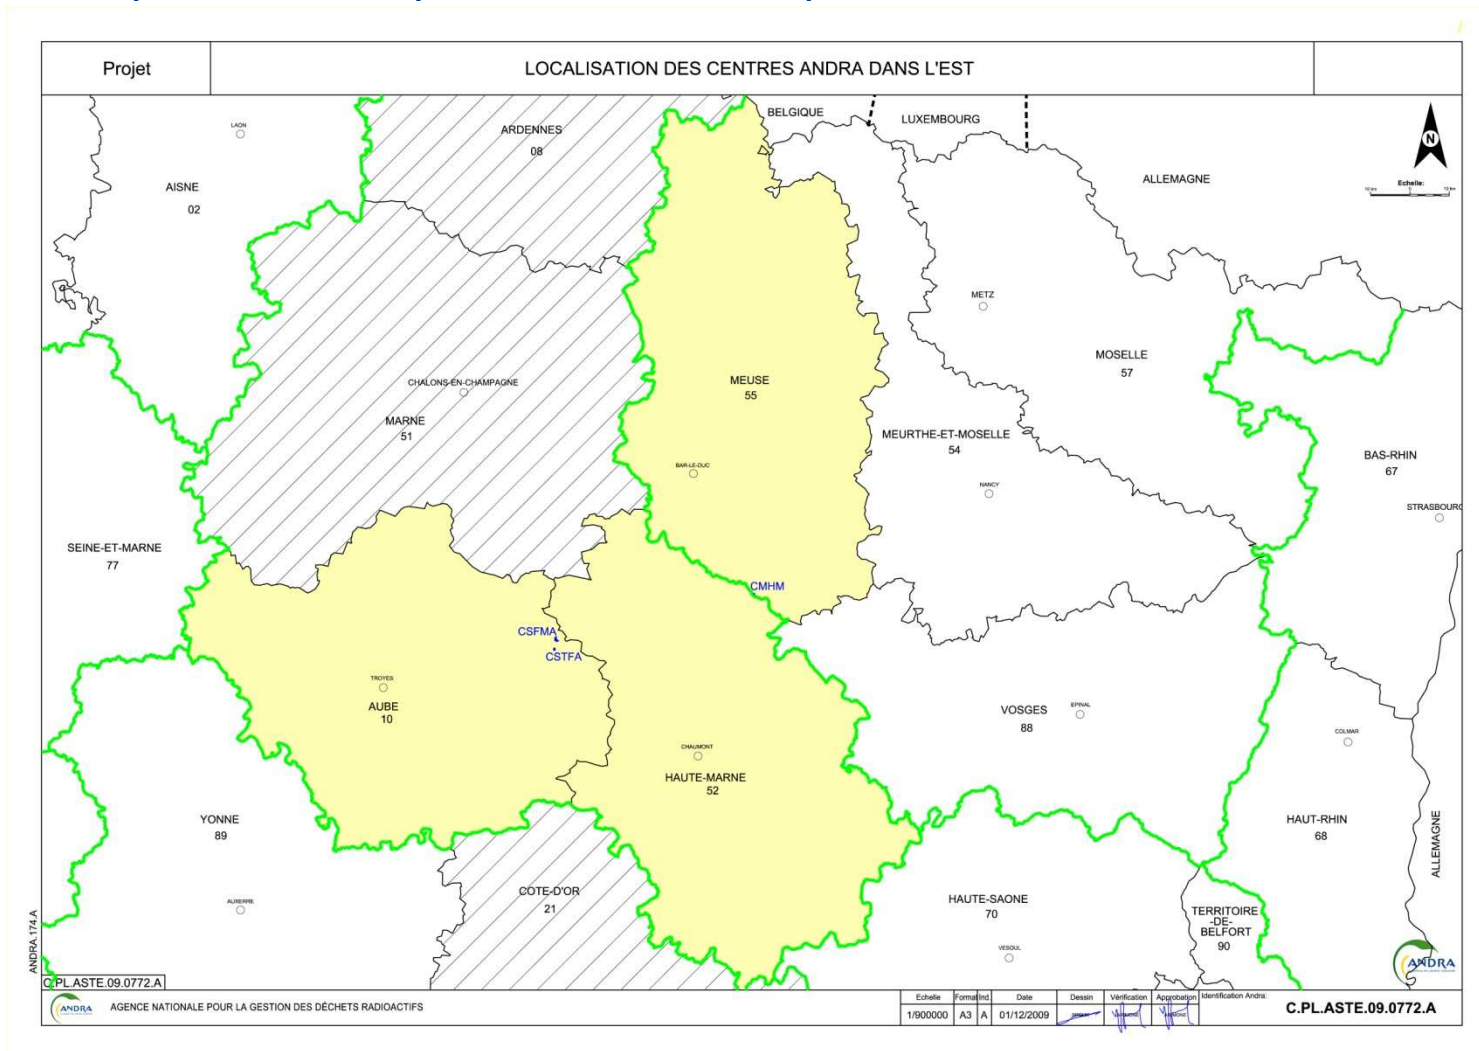 Projet
LOCALISATION DES CENTRES ANDRA DANS L'EST
BELGIQUE
LUXEMBOURG
LAON
ARDENNES
08
N
ALLEMAGNE
Echelle:
10 km 0 10 km
AISNE
02
METZ
MOSELLE
57
CHALONS-EN-CHAMPAGNE
MEUSE
55
MARNE
51
MEURTHE-ET-MOSELLE
54
BAR-LE-DUC
BAS-RHIN
67
NANCY
STRASBOURG
SEINE-ET-MARNE
77
CMHM
CSFMA
CSTFA
TROYES
AUBE
10
VOSGES
88
EPINAL
COLMAR
CHAUMONT
HAUTE-MARNE
52
YONNE
89
HAUT-RHIN
68
ALLEMAGNE
COTE-D'OR
21
AUXERRE
HAUTE-SAONE
70
TERRITOIRE
-DE-
BELFORT
90
VESOUL
ANDRA
ANDRA.174.A
C.PL.ASTE.09.0772.A
ANDRA
AGENCE NATIONALE POUR LA GESTION DES DÉCHETS RADIOACTIFS
Echelle Format Ind. Date Dessin Vérification Approbation Identification Andra:
1/900000 A3 A 01/12/2009
C.PL.ASTE.09.0772.A